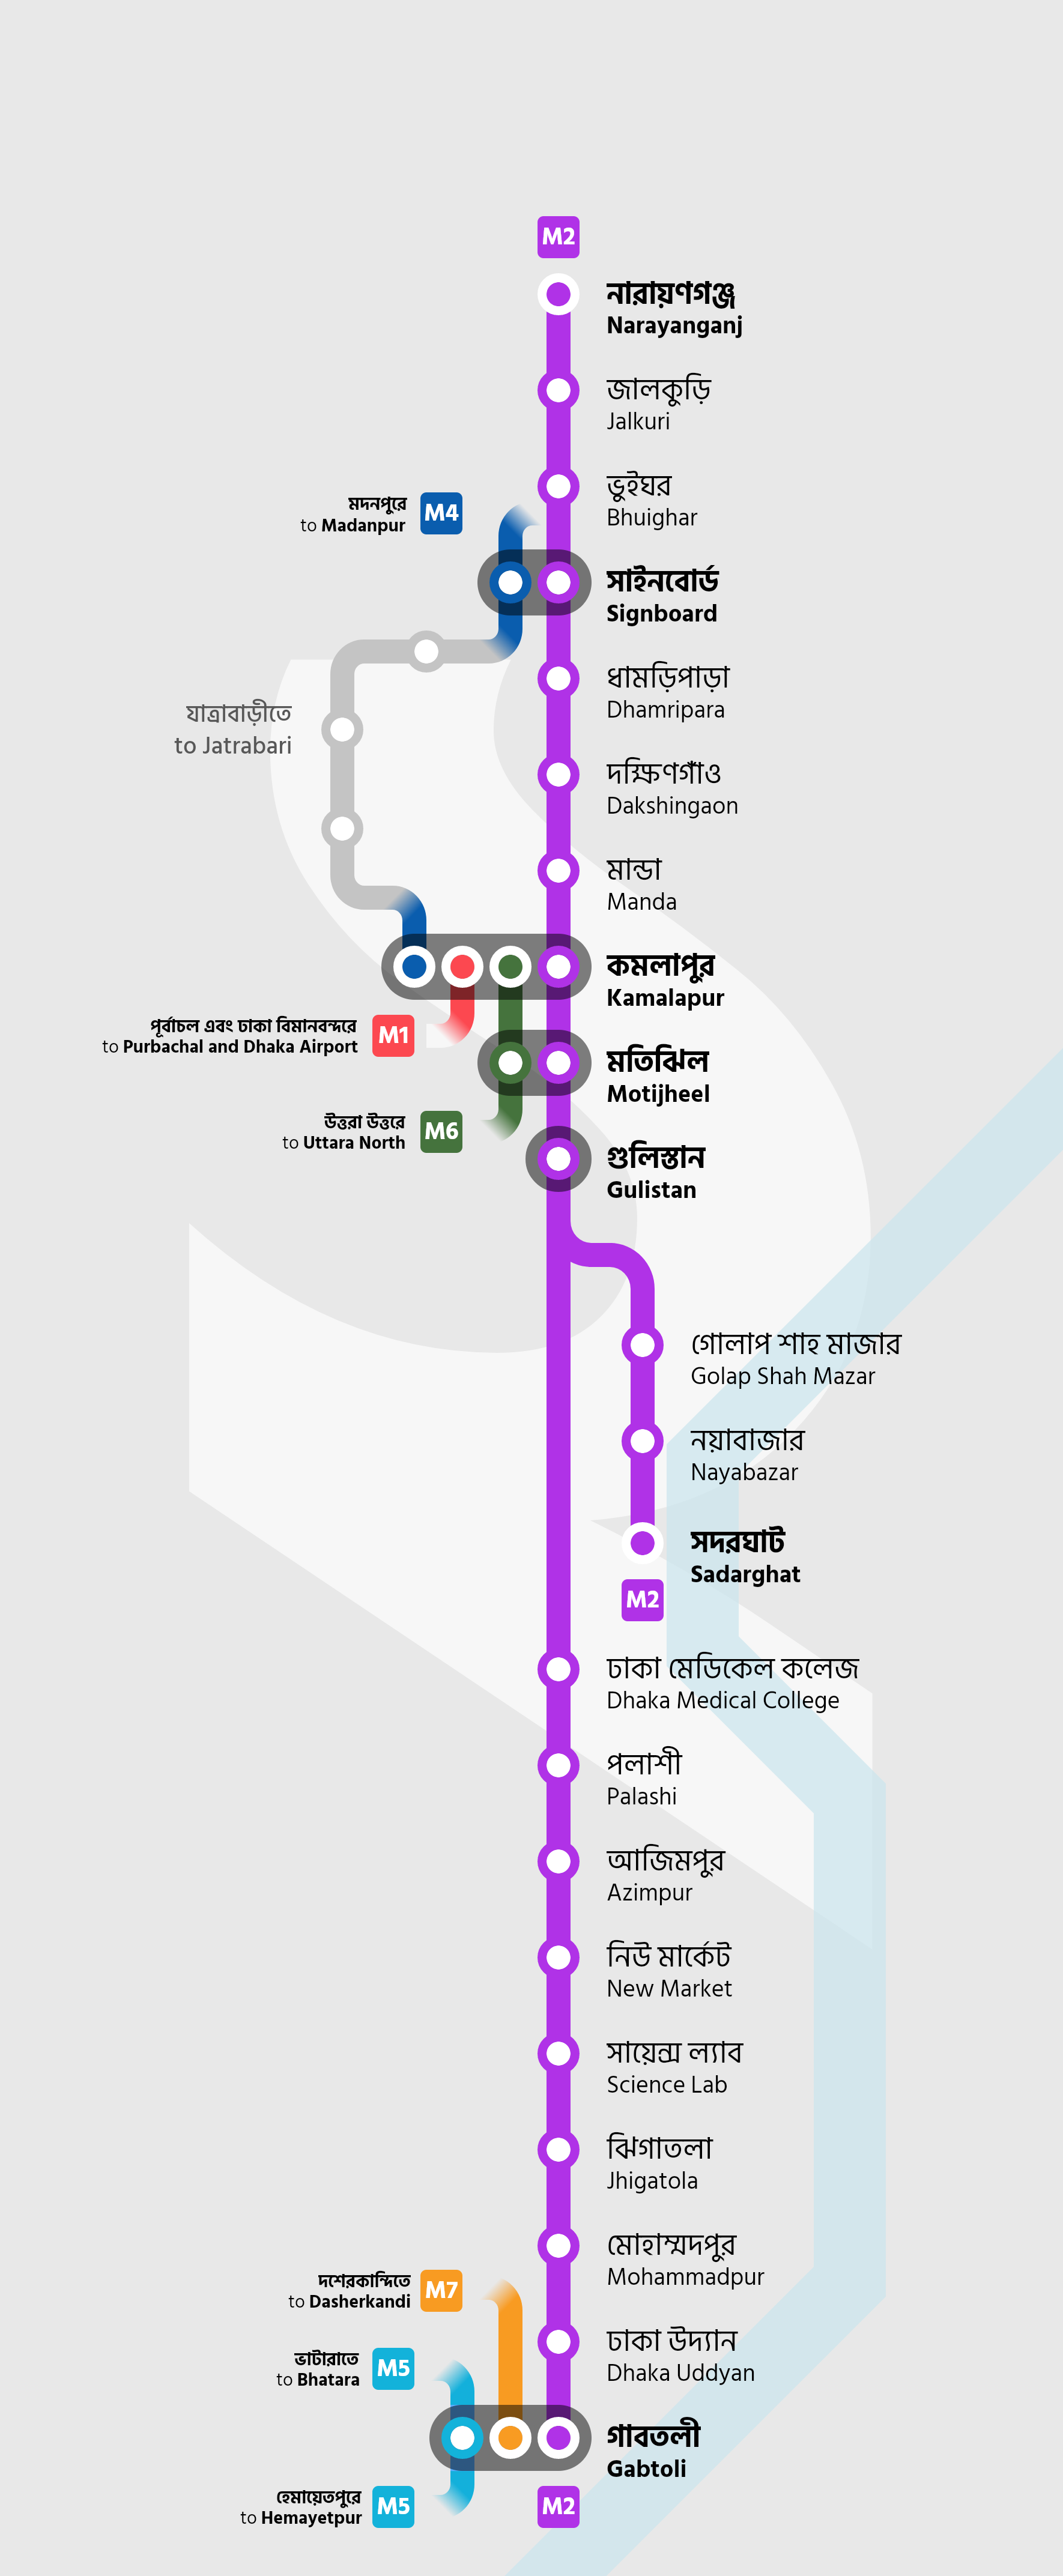 M2
নারায়ণগঞ্জ
Narayanganj
জালকুড়ি
Jalkuri
ভুইঘর
Bhuighar
মদনপুরে
to Madanpur
M4
সাইনবোর্ড
Signboard
ধামড়িপাড়া
Dhamripara
যাত্রাবাড়ীতে
to Jatrabari
দক্ষিণগাঁও
Dakshingaon
মান্ডা
Manda
কমলাপুর
Kamalapur
পূর্বাচল এবং ঢাকা বিমানবন্দরে
to Purbachal and Dhaka Airport
M1
মতিঝিল
Motijheel
উত্তরা উত্তরে
to Uttara North
M6
গুলিস্তান
Gulistan
গোলাপ শাহ মাজার
Golap Shah Mazar
নয়াবাজার
Nayabazar
সদরঘাট
Sadarghat
M2
ঢাকা মেডিকেল কলেজ
Dhaka Medical College
পলাশী
Palashi
আজিমপুর
Azimpur
নিউ মার্কেট
New Market
সায়েন্স ল্যাব
Science Lab
ঝিগাতলা
Jhigatola
মোহাম্মদপুর
Mohammadpur
দশেরকান্দিতে
to Dasherkandi
M7
ঢাকা উদ্যান
Dhaka Uddyan
ভাটারাতে
to Bhatara
M5
গাবতলী
Gabtoli
হেমায়েতপুরে
to Hemayetpur
M5
M2